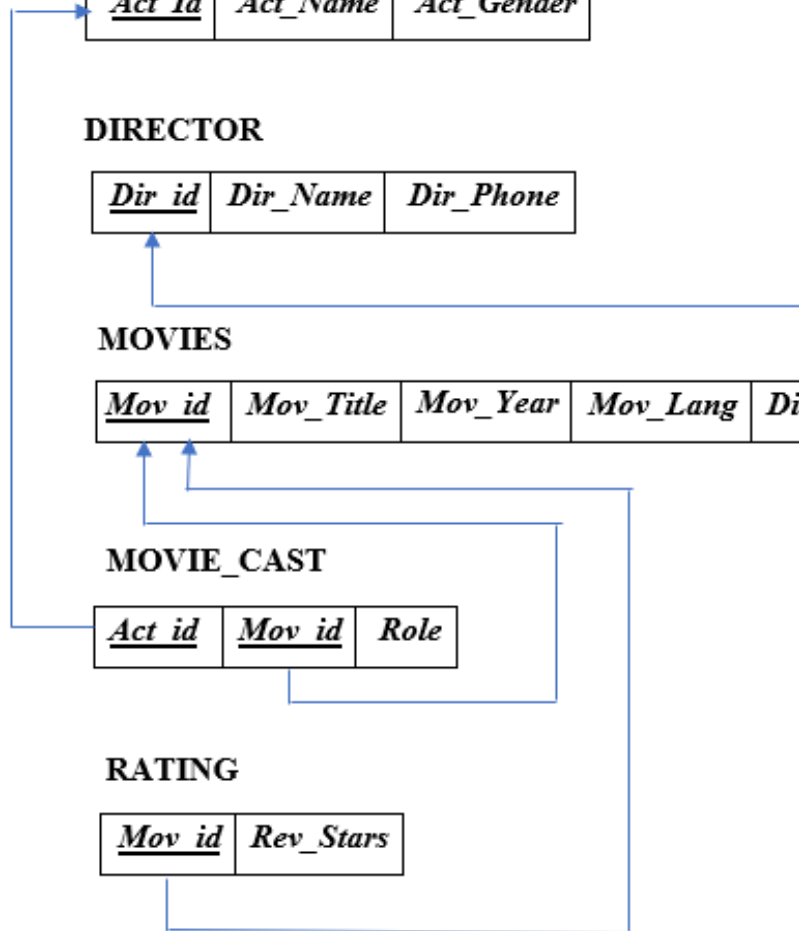 Act_Id Act_Name Act_Gender
DIRECTOR
Dir_id Dir_Name Dir_Phone
MOVIES
Mov_id Mov_Title Mov_Year Mov_Lang Di
MOVIE_CAST
Act_id Mov_id Role
RATING
Mov_id Rev_Stars